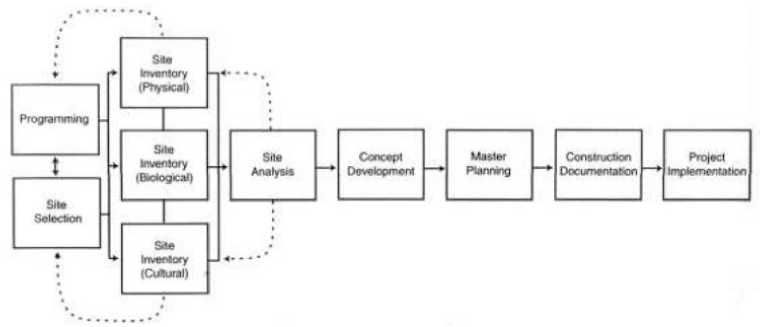 Programming
Site
Selection
Site
Inventory
(Physical)
Site
Inventory
(Biological)
Site
Inventory
(Cultural)
Site
Analysis
Concept
Development
Master
Planning
Construction
Documentation
Project
Implementation